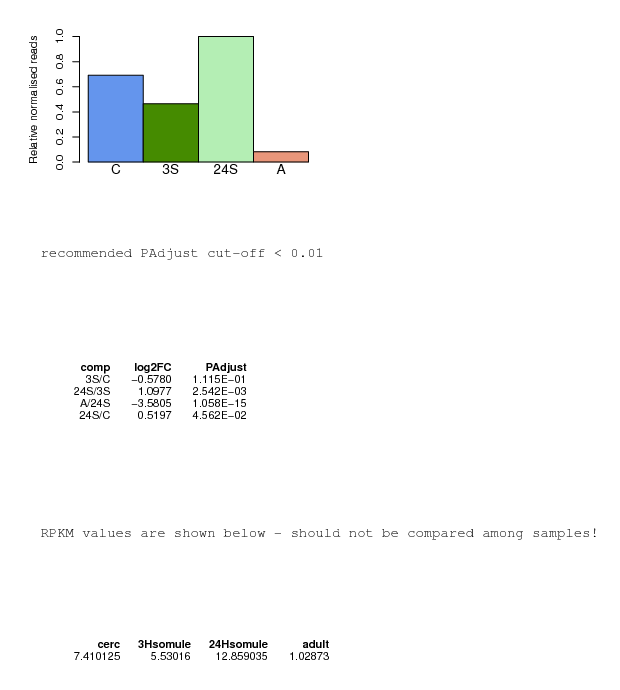 Relative normalised reads
1.0
0.8
0.6
0.4
0.2
0.0
C 3S 24S A
recommended PAdjust cut-off < 0.01
comp log2FC PAdjust
3S/C −0.5780 1.115E−01
24S/3S 1.0977 2.542E−03
A/24S −3.5805 1.058E−15
24S/C 0.5197 4.562E−02
RPKM values are shown below - should not be compared among samples!
cerc 3Hsomule 24Hsomule adult
7.410125 5.53016 12.859035 1.02873